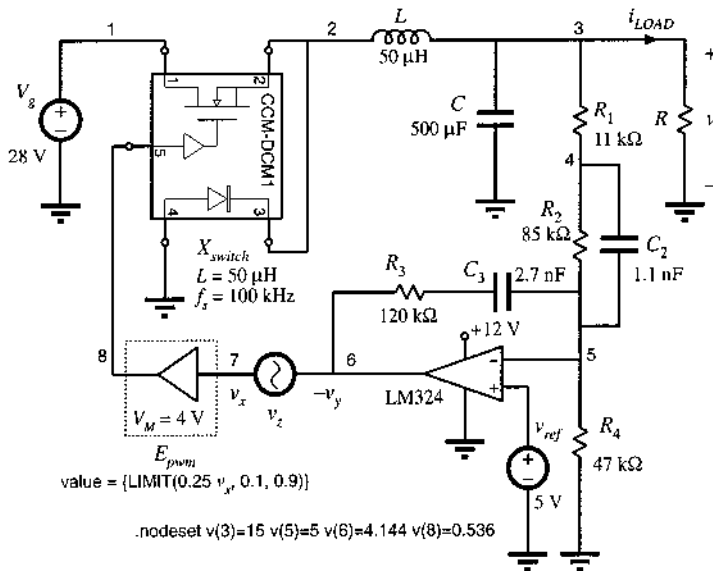 1
2
L
50 µH
3
i_LOAD
+
V_g
+
−
28 V
1
2
CCM-DCM1
5
4
3
C
500 µF
R_1
11 kΩ
R
v
−
4
R_2
85 kΩ
C_2
1.1 nF
X_switch
L = 50 µH
f_s = 100 kHz
R_3
120 kΩ
C_3
2.7 nF
+12 V
8
7
6
5
V_M = 4 V
v_x
v_z
−v_y
LM324
-
+
v_ref
+
−
5 V
R_4
47 kΩ
E_pwm
value = {LIMIT(0.25 v_x, 0.1, 0.9)}
.nodeset v(3)=15 v(5)=5 v(6)=4.144 v(8)=0.536